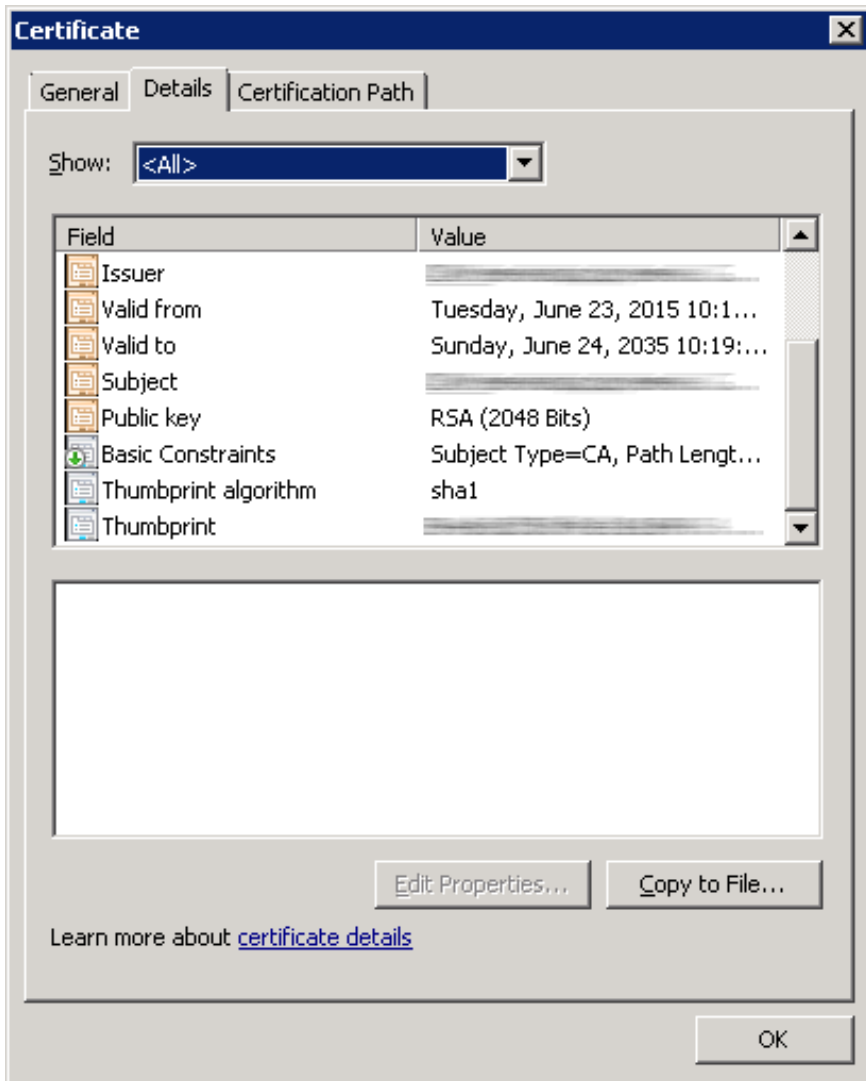 Certificate
General Details Certification Path
Show: <All>
Field Value
Issuer
Valid from Tuesday, June 23, 2015 10:1...
Valid to Sunday, June 24, 2035 10:19:...
Subject
Public key RSA (2048 Bits)
Basic Constraints Subject Type=CA, Path Lengt...
Thumbprint algorithm sha1
Thumbprint
Edit Properties... Copy to File...
Learn more about certificate details
OK